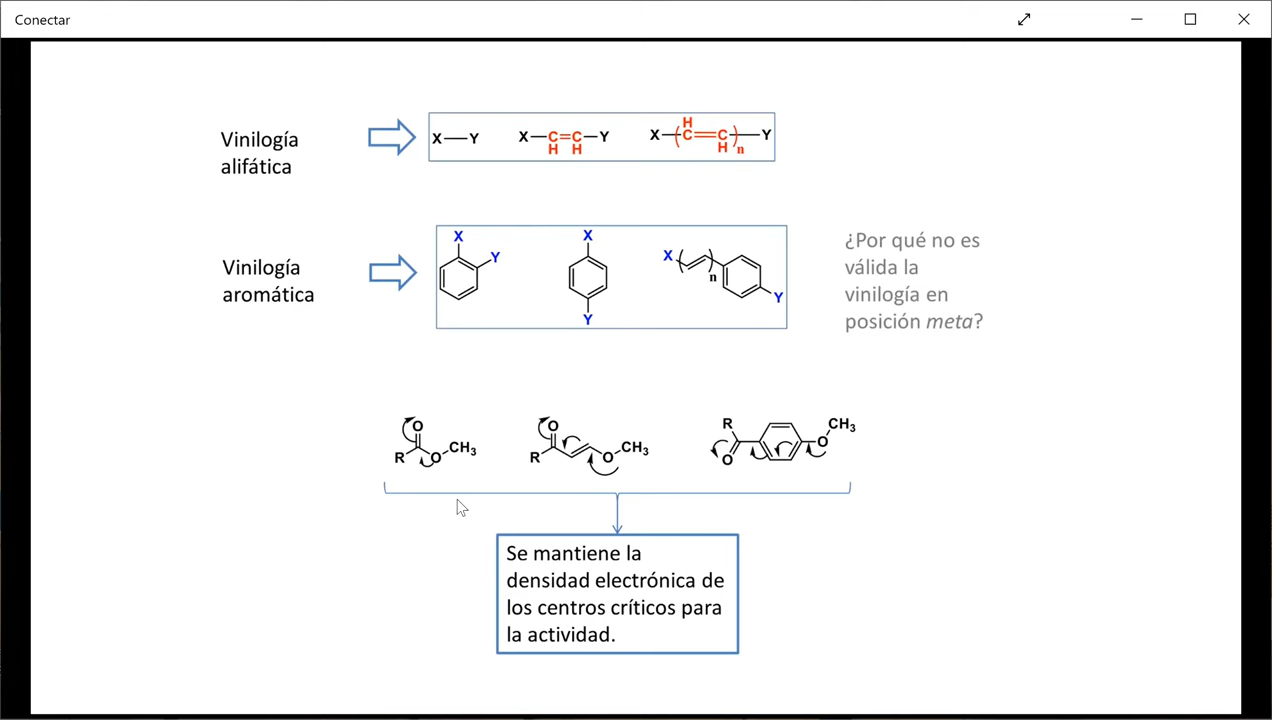 Conectar
Vinilogía
alifática
X—Y
X—C=C—Y
H H
X—(C=C)n—Y
H
H
Vinilogía
aromática
X
Y
X
Y
X
n
Y
¿Por qué no es
válida la
vinilogía en
posición meta?
O
R
O
CH3
O
R
O
CH3
R
O
O
CH3
Se mantiene la
densidad electrónica de
los centros críticos para
la actividad.